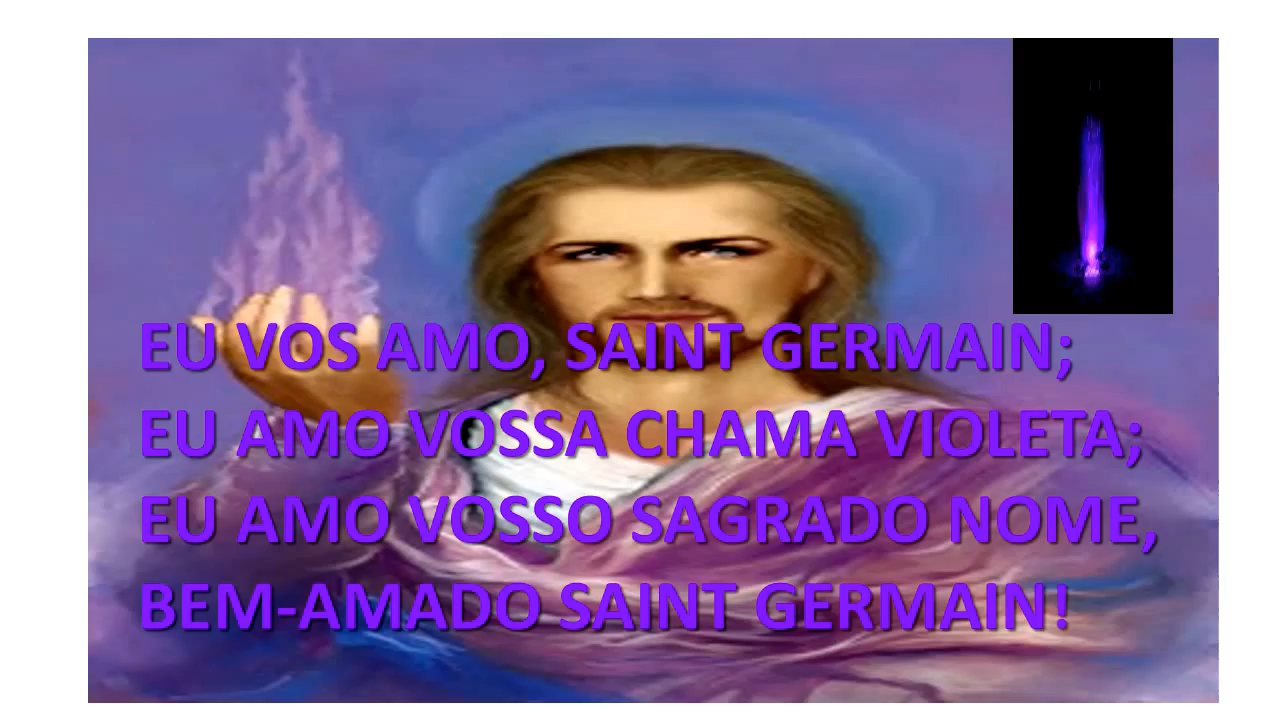 EU VOS AMO, SAINT GERMAIN;
EU AMO VOSSA CHAMA VIOLETA;
EU AMO VOSSO SAGRADO NOME,
BEM-AMADO SAINT GERMAIN!